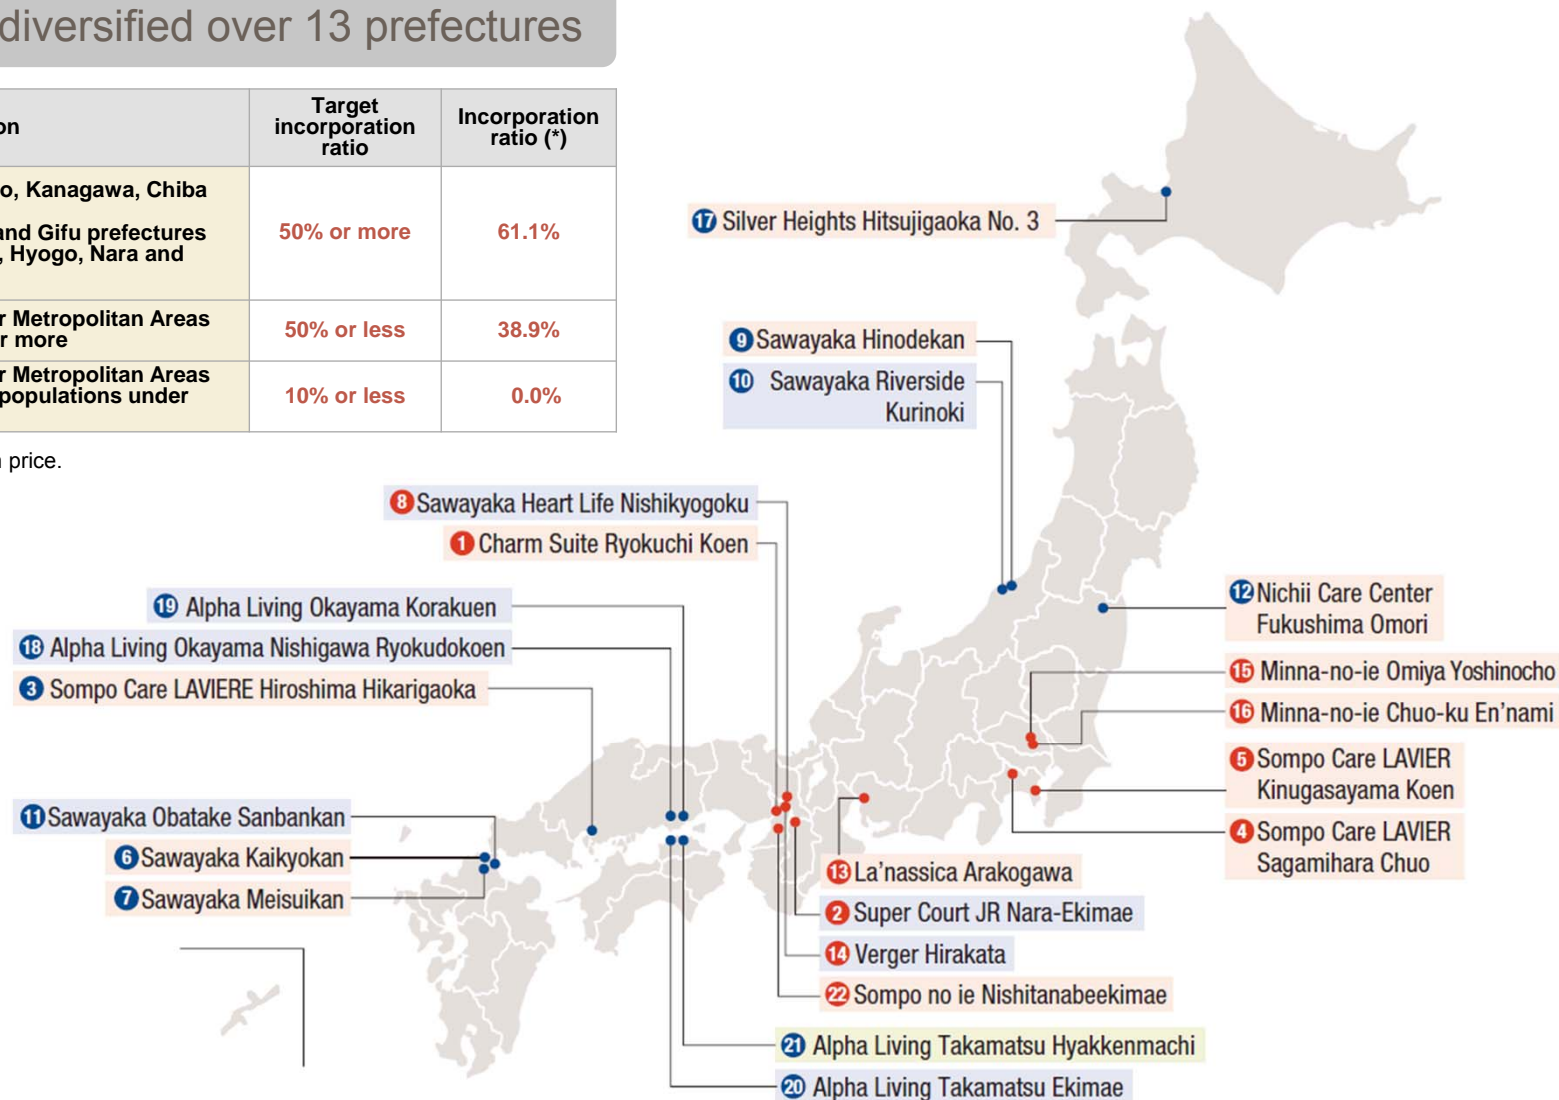 diversified over 13 prefectures
on
Target
incorporation
ratio
Incorporation
ratio (*)
o, Kanagawa, Chiba
and Gifu prefectures
, Hyogo, Nara and
50% or more
61.1%
r Metropolitan Areas
r more
50% or less
38.9%
r Metropolitan Areas
populations under
10% or less
0.0%
price.
17 Silver Heights Hitsujigaoka No. 3
9 Sawayaka Hinodekan
10 Sawayaka Riverside
Kurinoki
8 Sawayaka Heart Life Nishikyogoku
1 Charm Suite Ryokuchi Koen
19 Alpha Living Okayama Korakuen
18 Alpha Living Okayama Nishigawa Ryokudokoen
3 Sompo Care LAVIERE Hiroshima Hikarigaoka
12 Nichii Care Center
Fukushima Omori
15 Minna-no-ie Omiya Yoshinocho
16 Minna-no-ie Chuo-ku En’nami
5 Sompo Care LAVIER
Kinugasayama Koen
4 Sompo Care LAVIER
Sagamihara Chuo
11 Sawayaka Obatake Sanbankan
6 Sawayaka Kaikyokan
7 Sawayaka Meisuikan
13 La’nassica Arakogawa
2 Super Court JR Nara-Ekimae
14 Verger Hirakata
22 Sompo no ie Nishitanabeekimae
21 Alpha Living Takamatsu Hyakkenmachi
20 Alpha Living Takamatsu Ekimae